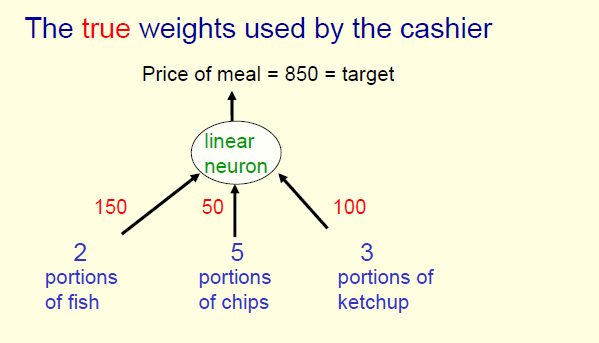 The true weights used by the cashier
Price of meal = 850 = target
linear
neuron
150
50
100
2
portions
of fish
5
portions
of chips
3
portions of
ketchup